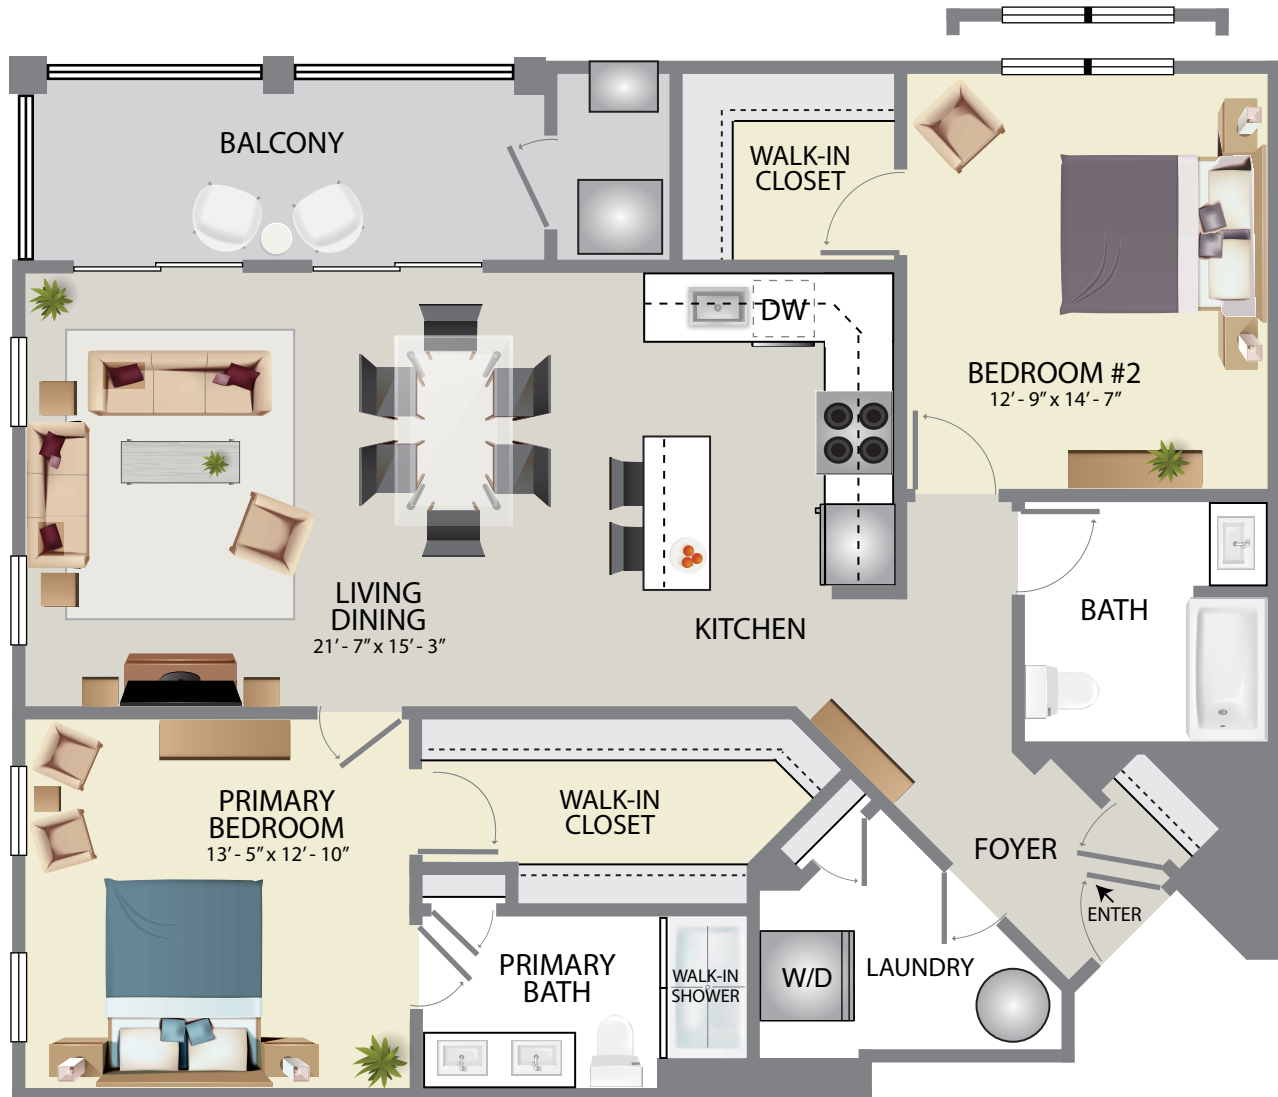 BALCONY
WALK-IN
CLOSET
DW
BEDROOM #2
12’ - 9” x 14’ - 7”
LIVING
DINING
21’ - 7” x 15’ - 3”
KITCHEN
BATH
PRIMARY
BEDROOM
13’ - 5” x 12’ - 10”
WALK-IN
CLOSET
FOYER
ENTER
PRIMARY
BATH
WALK-IN
SHOWER
W/D
LAUNDRY